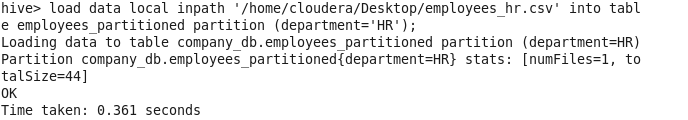 hive> load data local inpath '/home/cloudera/Desktop/employees_hr.csv' into tabl
e employees_partitioned partition (department='HR');
Loading data to table company_db.employees_partitioned partition (department=HR)
Partition company_db.employees_partitioned{department=HR} stats: [numFiles=1, to
talSize=44]
OK
Time taken: 0.361 seconds